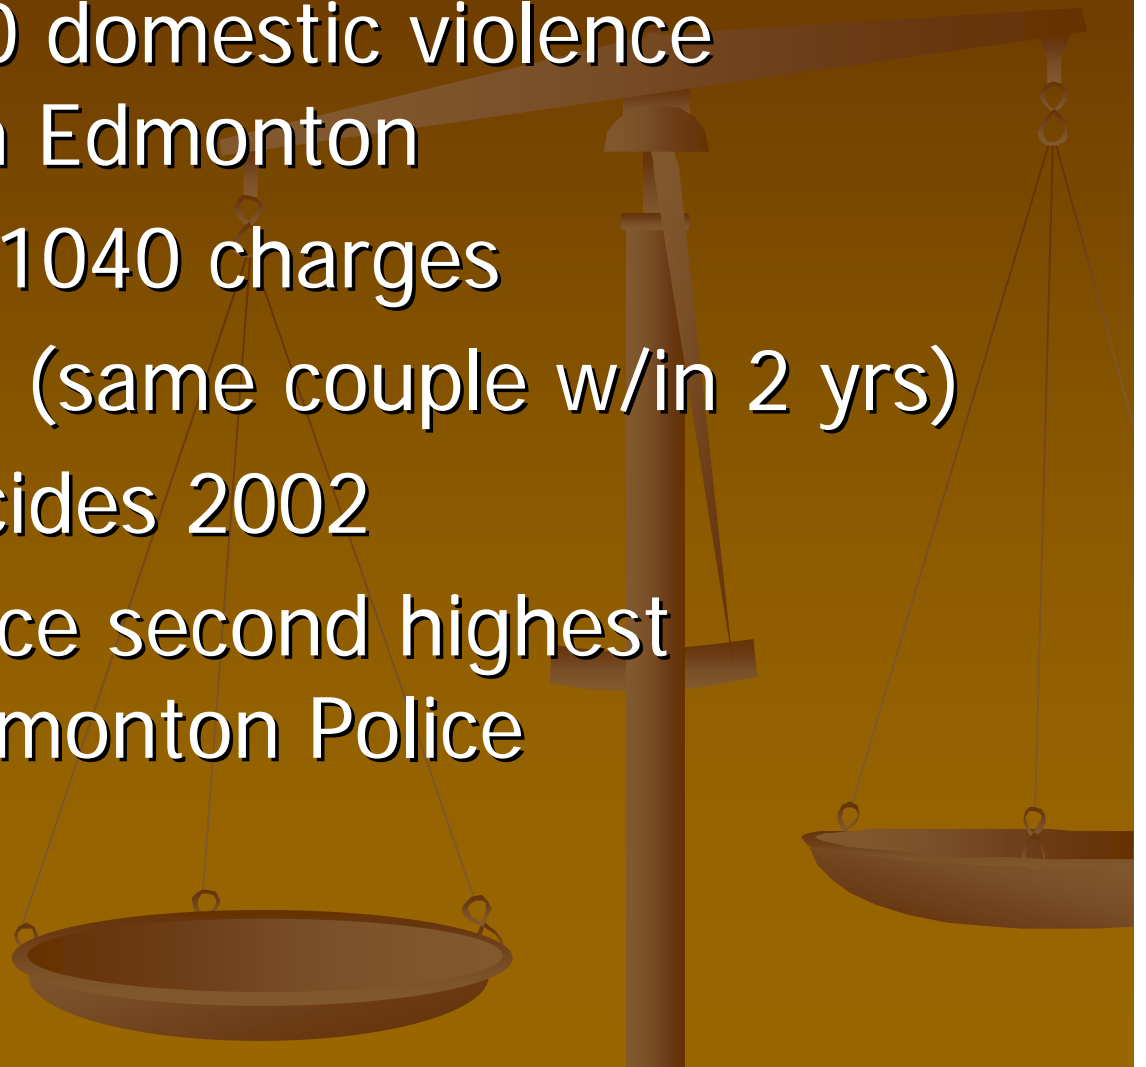 0 domestic violence
n Edmonton
1040 charges
(same couple w/in 2 yrs)
cides 2002
ce second highest
monton Police